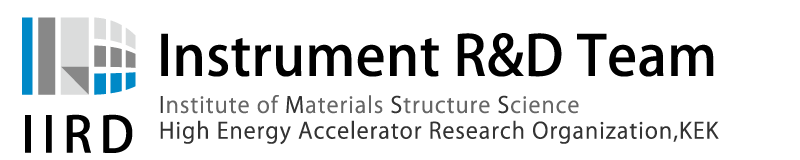 Instrument R&D Team
Institute of Materials Structure Science
IIRD
High Energy Accelerator Research Organization,KEK